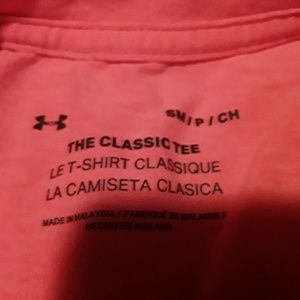 SM/P/CH
THE CLASSIC TEE
LE T-SHIRT CLASSIQUE
LA CAMISETA CLASICA
MADE IN MALAYSIA / FABRIQUÉ EN MALAISIE /
HECHO EN MALASIA